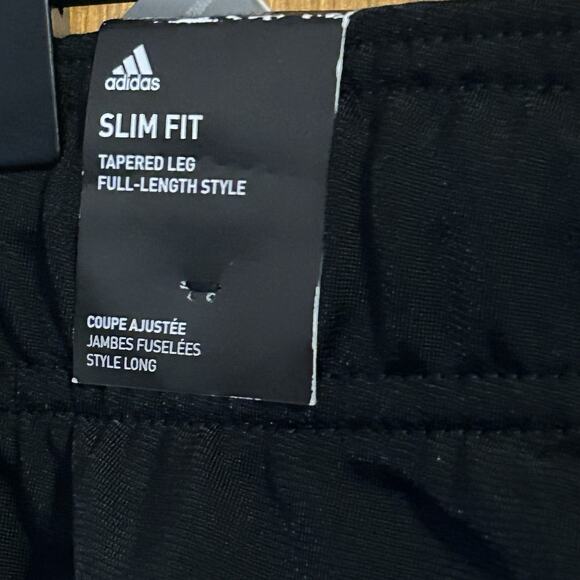 adidas
SLIM FIT
TAPERED LEG
FULL-LENGTH STYLE
COUPE AJUSTÉE
JAMBES FUSELÉES
STYLE LONG